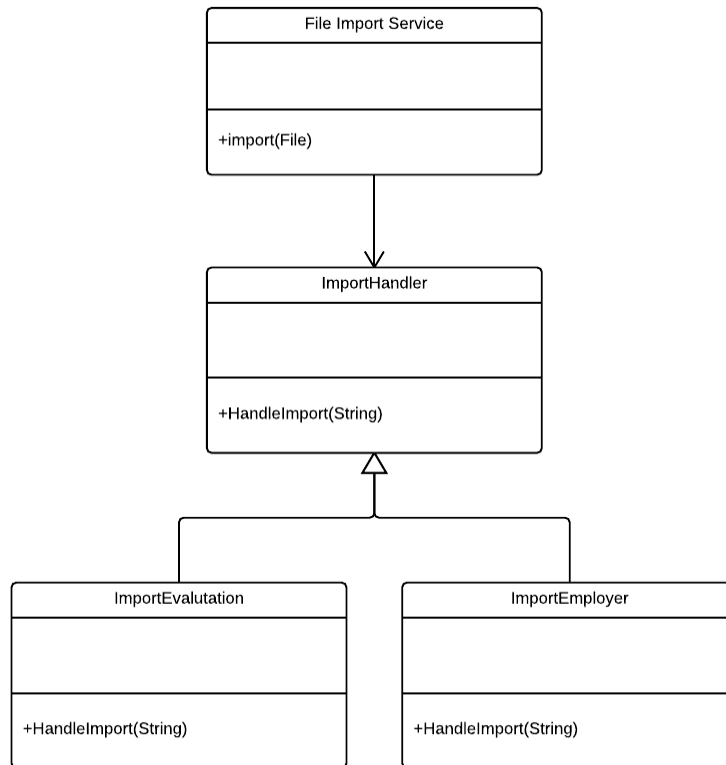 File Import Service
+import(File)
ImportHandler
+HandleImport(String)
ImportEvalutation
+HandleImport(String)
ImportEmployer
+HandleImport(String)